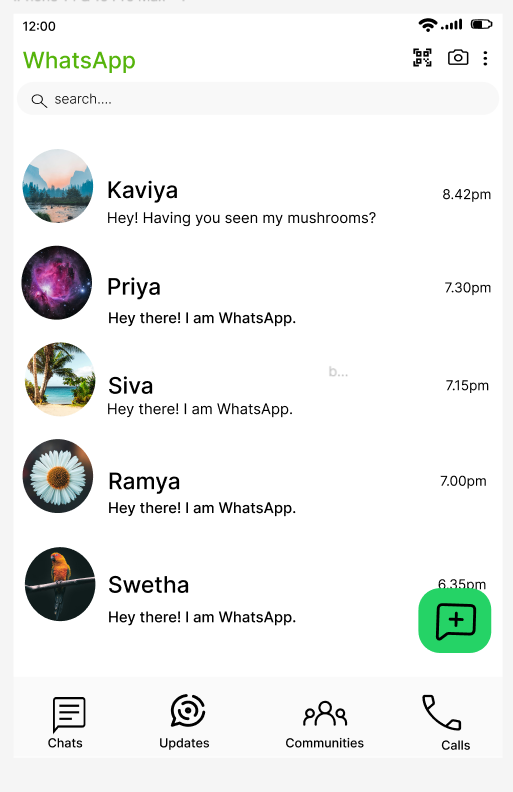 12:00
WhatsApp
search....
Kaviya
8.42pm
Hey! Having you seen my mushrooms?
Priya
7.30pm
Hey there! I am WhatsApp.
b...
Siva
7.15pm
Hey there! I am WhatsApp.
Ramya
7.00pm
Hey there! I am WhatsApp.
Swetha
6.35pm
Hey there! I am WhatsApp.
Chats
Updates
Communities
Calls